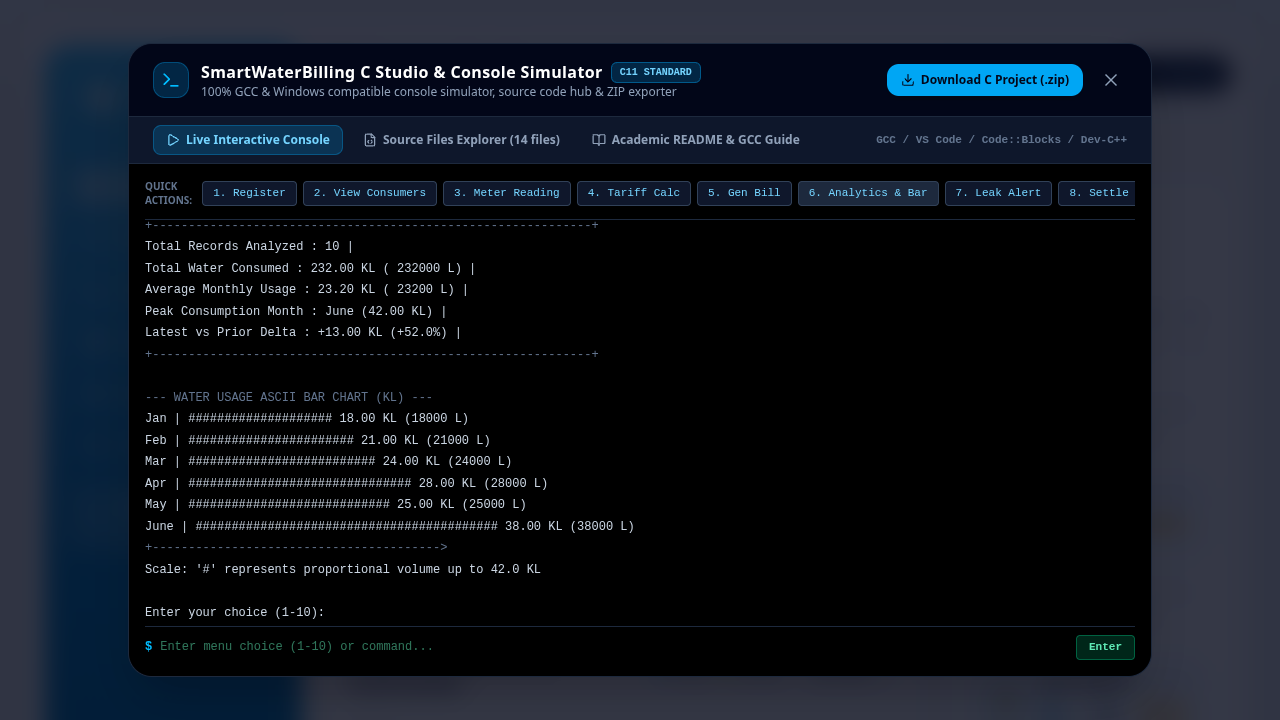 SmartWaterBilling C Studio & Console Simulator
C11 STANDARD
100% GCC & Windows compatible console simulator, source code hub & ZIP exporter
Download C Project (.zip)
Live Interactive Console
Source Files Explorer (14 files)
Academic README & GCC Guide
GCC / VS Code / Code::Blocks / Dev-C++
QUICK
ACTIONS:
1. Register
2. View Consumers
3. Meter Reading
4. Tariff Calc
5. Gen Bill
6. Analytics & Bar
7. Leak Alert
8. Settle
+-------------------------------------------------------------+
Total Records Analyzed : 10 |
Total Water Consumed : 232.00 KL ( 232000 L) |
Average Monthly Usage : 23.20 KL ( 23200 L) |
Peak Consumption Month : June (42.00 KL) |
Latest vs Prior Delta : +13.00 KL (+52.0%) |
+-------------------------------------------------------------+
--- WATER USAGE ASCII BAR CHART (KL) ---
Jan | #################### 18.00 KL (18000 L)
Feb | ####################### 21.00 KL (21000 L)
Mar | ########################## 24.00 KL (24000 L)
Apr | ############################### 28.00 KL (28000 L)
May | ############################ 25.00 KL (25000 L)
June | ########################################## 38.00 KL (38000 L)
+---------------------------------------->
Scale: '#' represents proportional volume up to 42.0 KL
Enter your choice (1-10):
$ Enter menu choice (1-10) or command...
Enter